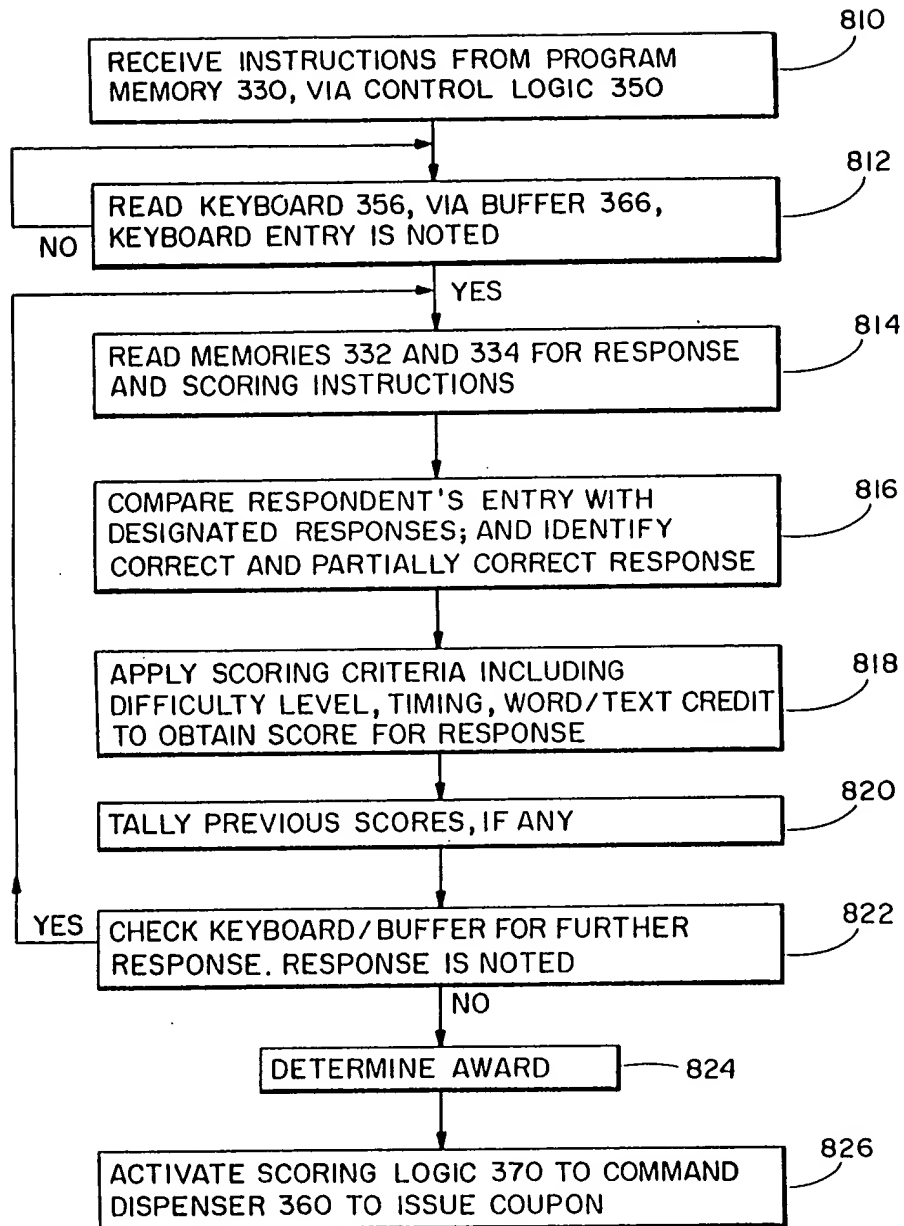 810
RECEIVE INSTRUCTIONS FROM PROGRAM
MEMORY 330, VIA CONTROL LOGIC 350
812
READ KEYBOARD 356, VIA BUFFER 366,
KEYBOARD ENTRY IS NOTED
NO
YES
814
READ MEMORIES 332 AND 334 FOR RESPONSE
AND SCORING INSTRUCTIONS
816
COMPARE RESPONDENT'S ENTRY WITH
DESIGNATED RESPONSES; AND IDENTIFY
CORRECT AND PARTIALLY CORRECT RESPONSE
818
APPLY SCORING CRITERIA INCLUDING
DIFFICULTY LEVEL, TIMING, WORD/TEXT CREDIT
TO OBTAIN SCORE FOR RESPONSE
820
TALLY PREVIOUS SCORES, IF ANY
822
YES
CHECK KEYBOARD/BUFFER FOR FURTHER
RESPONSE. RESPONSE IS NOTED
NO
DETERMINE AWARD
824
826
ACTIVATE SCORING LOGIC 370 TO COMMAND
DISPENSER 360 TO ISSUE COUPON